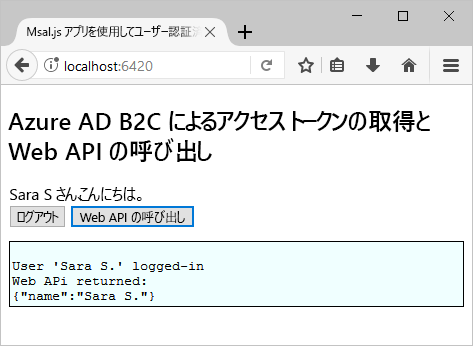 Msal.js アプリを使用してユーザー認証
localhost:6420
Azure AD B2C によるアクセス トークンの取得と
Web API の呼び出し
Sara S さん、こんにちは。
ログアウト
Web API の呼び出し
User 'Sara S.' logged-in
Web APi returned:
{"name":"Sara S."}